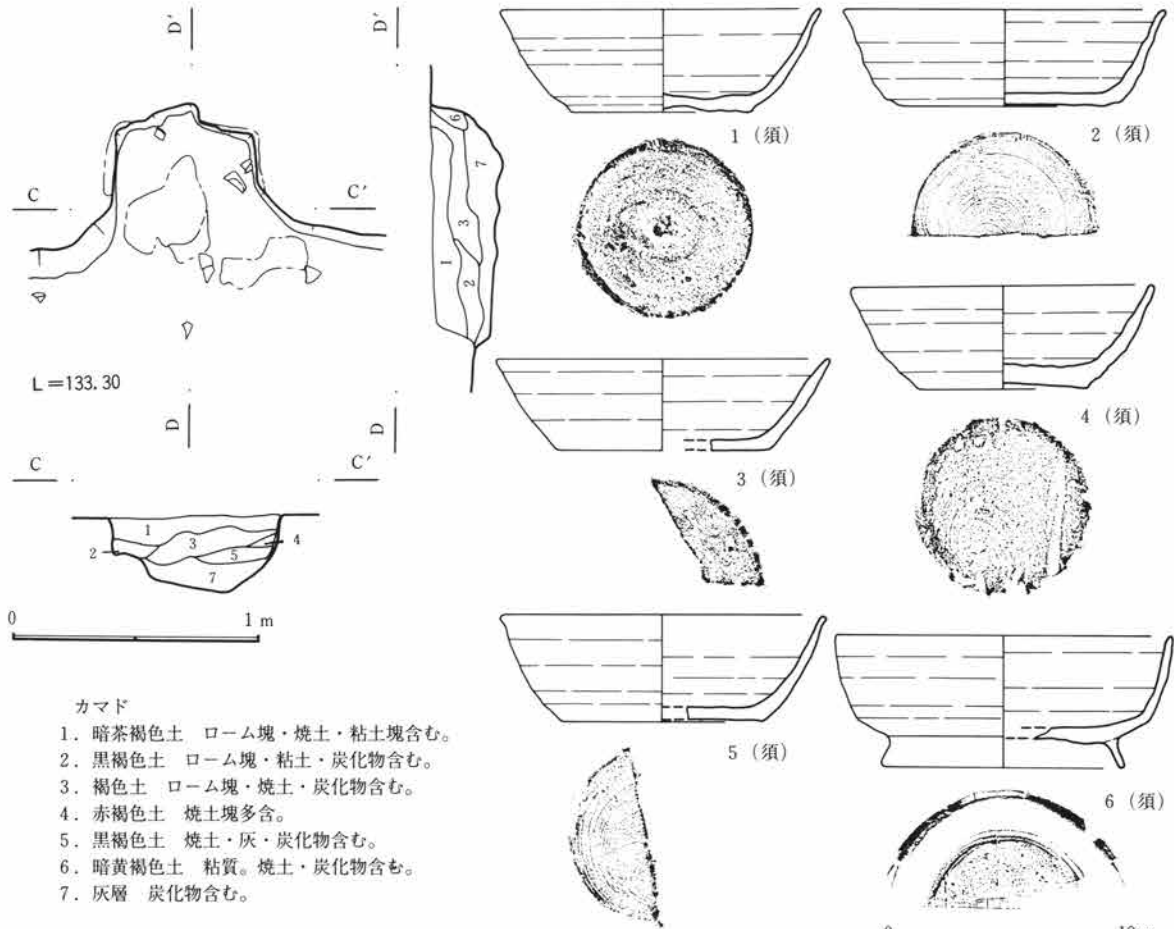 D′
D′
C
C′
6
7
3
1
2
L=133.30
D
D
C
C′
1
2
3
4
5
7
0
1 m
カマド
1. 暗茶褐色土 ローム塊・焼土・粘土塊含む。
2. 黒褐色土 ローム塊・粘土・炭化物含む。
3. 褐色土 ローム塊・焼土・炭化物含む。
4. 赤褐色土 焼土塊多含。
5. 黒褐色土 焼土・灰・炭化物含む。
6. 暗黄褐色土 粘質。焼土・炭化物含む。
7. 灰層 炭化物含む。
1（須）
2（須）
3（須）
4（須）
5（須）
6（須）